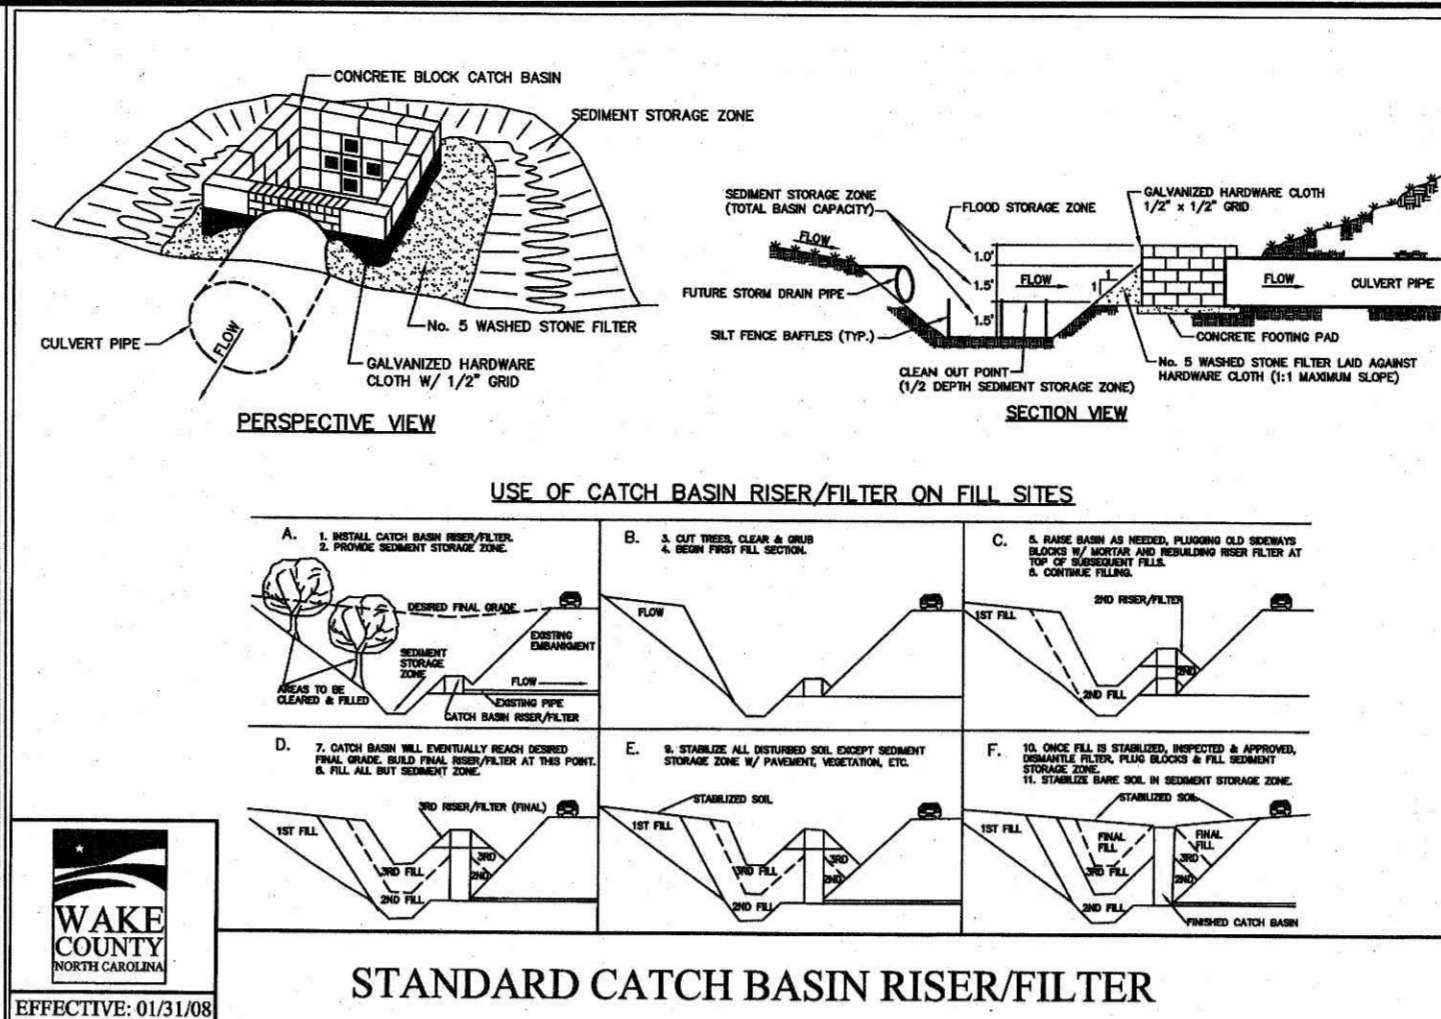 CONCRETE BLOCK CATCH BASIN
SEDIMENT STORAGE ZONE
No. 5 WASHED STONE FILTER
GALVANIZED HARDWARE
CLOTH W/ 1/2" GRID
CULVERT PIPE
FLOW
PERSPECTIVE VIEW
SEDIMENT STORAGE ZONE
(TOTAL BASIN CAPACITY)
FLOOD STORAGE ZONE
GALVANIZED HARDWARE CLOTH
1/2" x 1/2" GRID
FLOW
1.0'
1.5'
1.5'
FLOW
1
1
FLOW
CULVERT PIPE
FUTURE STORM DRAIN PIPE
SILT FENCE BAFFLES (TYP.)
CONCRETE FOOTING PAD
CLEAN OUT POINT
(1/2 DEPTH SEDIMENT STORAGE ZONE)
No. 5 WASHED STONE FILTER LAID AGAINST
HARDWARE CLOTH (1:1 MAXIMUM SLOPE)
SECTION VIEW
USE OF CATCH BASIN RISER/FILTER ON FILL SITES
A.
1. INSTALL CATCH BASIN RISER/FILTER.
2. PROVIDE SEDIMENT STORAGE ZONE.
DESIRED FINAL GRADE
EXISTING
EMBANKMENT
SEDIMENT
STORAGE
ZONE
FLOW
AREAS TO BE
CLEARED & FILLED
EXISTING PIPE
CATCH BASIN RISER/FILTER
B.
3. CUT TREES, CLEAR & GRUB
4. BEGIN FIRST FILL SECTION.
FLOW
C.
5. RAISE BASIN AS NEEDED, PLUGGING OLD SIDEWAYS
BLOCKS W/ MORTAR AND REBUILDING RISER FILTER AT
TOP OF SUBSEQUENT FILLS.
6. CONTINUE FILLING.
2ND RISER/FILTER
1ST FILL
2ND
2ND FILL
D.
7. CATCH BASIN WILL EVENTUALLY REACH DESIRED
FINAL GRADE. BUILD FINAL RISER/FILTER AT THIS POINT.
8. FILL ALL BUT SEDIMENT ZONE.
3RD RISER/FILTER (FINAL)
1ST FILL
3RD
3RD FILL
2ND
2ND FILL
E.
9. STABILIZE ALL DISTURBED SOIL EXCEPT SEDIMENT
STORAGE ZONE W/ PAVEMENT, VEGETATION, ETC.
STABILIZED SOIL
1ST FILL
3RD
3RD FILL
2ND
2ND FILL
F.
10. ONCE FILL IS STABILIZED, INSPECTED & APPROVED,
DISMANTLE FILTER, PLUG BLOCKS & FILL SEDIMENT
STORAGE ZONE.
11. STABILIZE BARE SOIL IN SEDIMENT STORAGE ZONE.
STABILIZED SOIL
1ST FILL
FINAL
FILL
FINAL
FILL
3RD
3RD FILL
2ND
2ND FILL
FINISHED CATCH BASIN
WAKE
COUNTY
NORTH CAROLINA
EFFECTIVE: 01/31/08
STANDARD CATCH BASIN RISER/FILTER